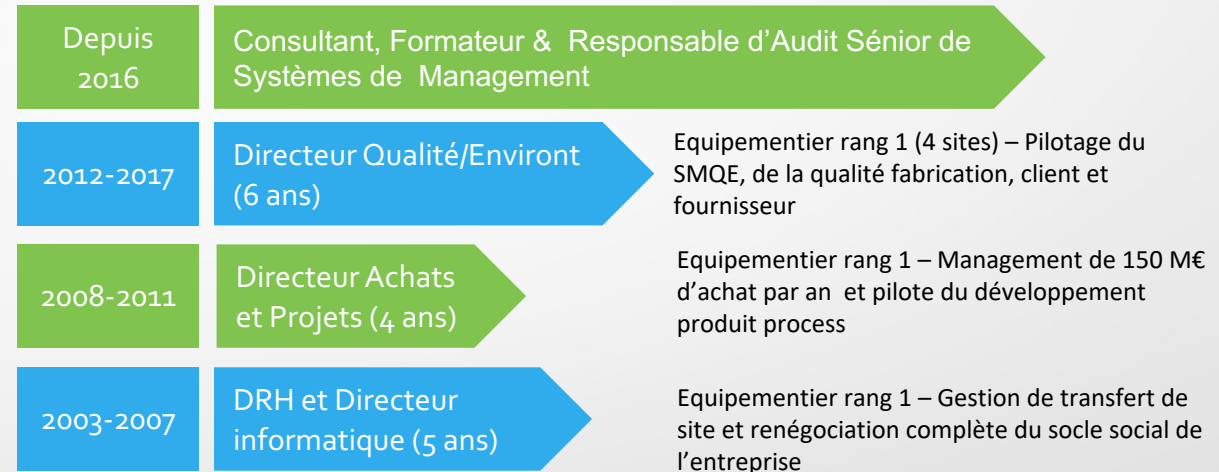 Depuis
2016
Consultant, Formateur & Responsable d'Audit Sénior de
Systèmes de Management
2012-2017
Directeur Qualité/Environt
(6 ans)
Equipementier rang 1 (4 sites) – Pilotage du
SMQE, de la qualité fabrication, client et
fournisseur
2008-2011
Directeur Achats
et Projets (4 ans)
Equipementier rang 1 – Management de 150 M€
d'achat par an et pilote du développement
produit process
2003-2007
DRH et Directeur
informatique (5 ans)
Equipementier rang 1 – Gestion de transfert de
site et renégociation complète du socle social de
l'entreprise